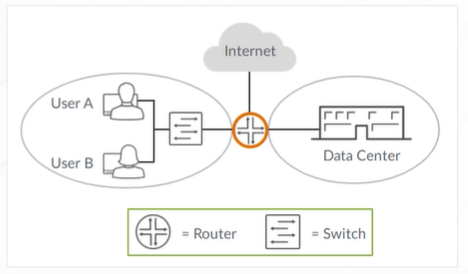 Internet
User A
User B
Data Center
= Router
= Switch